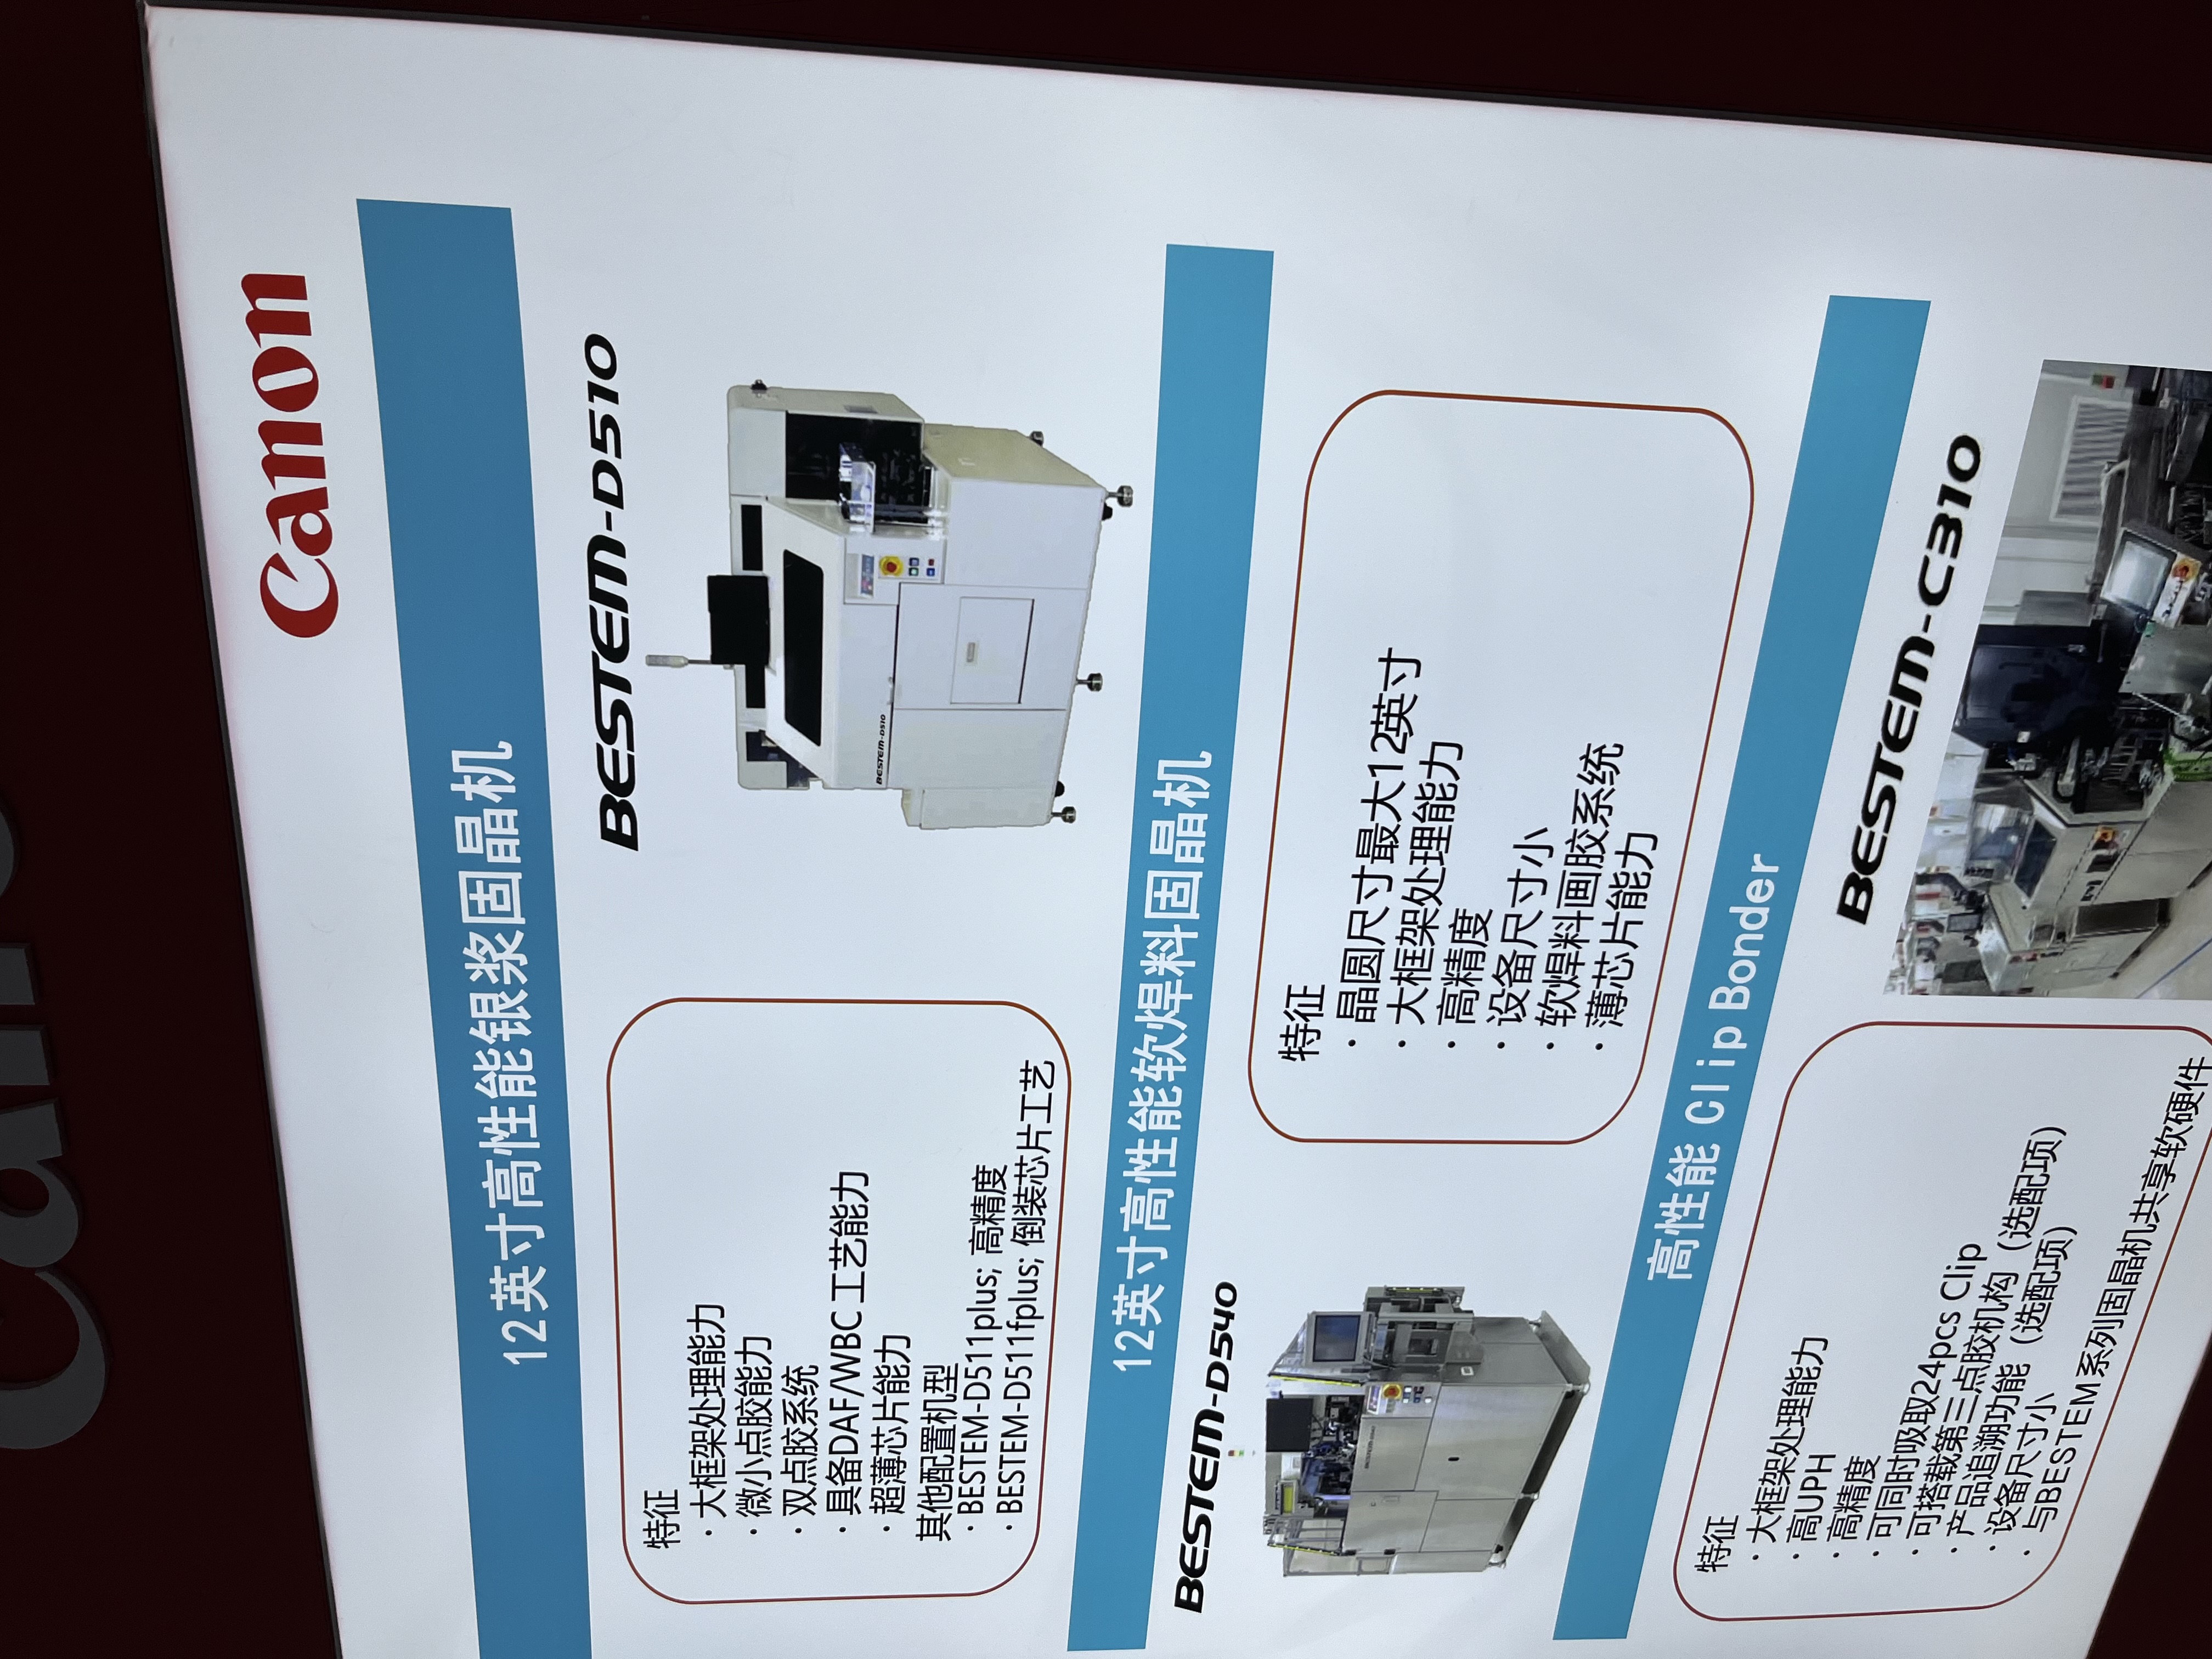 Canon
Canon
12英寸高性能银浆固晶机
BESTEM-D510
特征
·大框架处理能力
·微小点胶能力
·双点胶系统
·具备DAF/WBC 工艺能力
·超薄芯片能力
其他配置机型
·BESTEM-D511plus; 高精度
·BESTEM-D511fplus; 倒装芯片工艺
BESTEM-D510
12英寸高性能软焊料固晶机
BESTEM-D540
BESTEM-D540
特征
·晶圆尺寸最大12英寸
·大框架处理能力
·高精度
·设备尺寸小
·软焊料画胶系统
·薄芯片能力
高性能 Clip Bonder
特征
·大框架处理能力
·高UPH
·高精度
·可同时吸取24pcs Clip
·可搭载第三点胶机构（选配项）
·产品追溯功能（选配项）
·设备尺寸小
·与BESTEM系列固晶机共享软硬件
BESTEM-C310